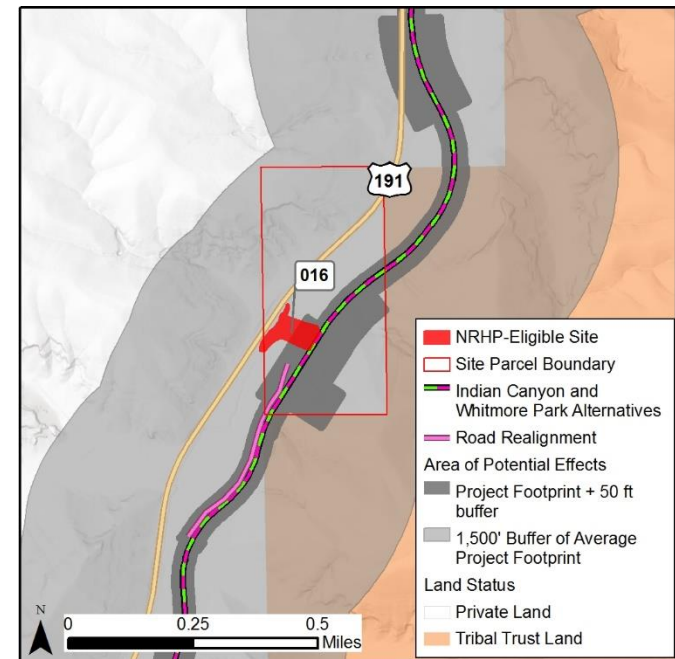 191
016
NRHP-Eligible Site
Site Parcel Boundary
Indian Canyon and
Whitmore Park Alternatives
Road Realignment
Area of Potential Effects
Project Footprint + 50 ft
buffer
1,500' Buffer of Average
Project Footprint
Land Status
Private Land
Tribal Trust Land
N
0 0.25 0.5
Miles